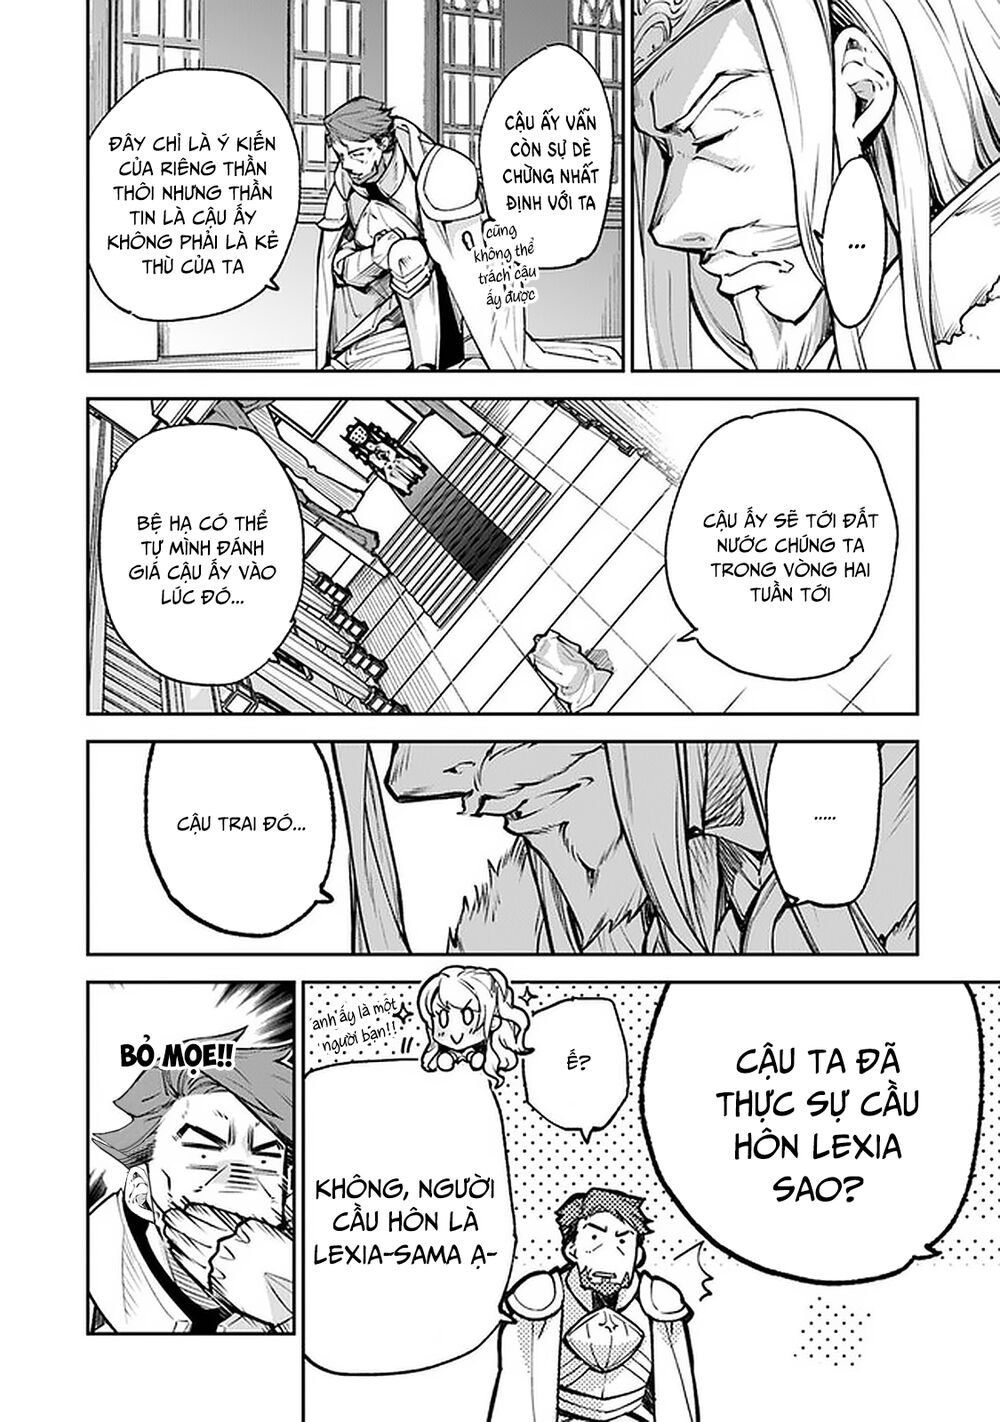 ...
CẬU ẤY VẪN
CÒN SỰ DÈ
CHỪNG NHẤT
ĐỊNH VỚI TA
cũng
không thể
trách cậu
ấy được
ĐÂY CHỈ LÀ Ý KIẾN
CỦA RIÊNG THẦN
THÔI NHƯNG THẦN
TIN LÀ CẬU ẤY
KHÔNG PHẢI LÀ KẺ
THÙ CỦA TA
CẬU ẤY SẼ TỚI ĐẤT
NƯỚC CHÚNG TA
TRONG VÒNG HAI
TUẦN TỚI
BỆ HẠ CÓ THỂ
TỰ MÌNH ĐÁNH
GIÁ CẬU ẤY VÀO
LÚC ĐÓ...
.....
CẬU TRAI ĐÓ...
CẬU TA ĐÃ
THỰC SỰ CẦU
HÔN LEXIA
SAO?
Ế?
anh ấy là một
người bạn!!
KHÔNG, NGƯỜI
CẦU HÔN LÀ
LEXIA-SAMA Ạ-
BỎ MỌE!!